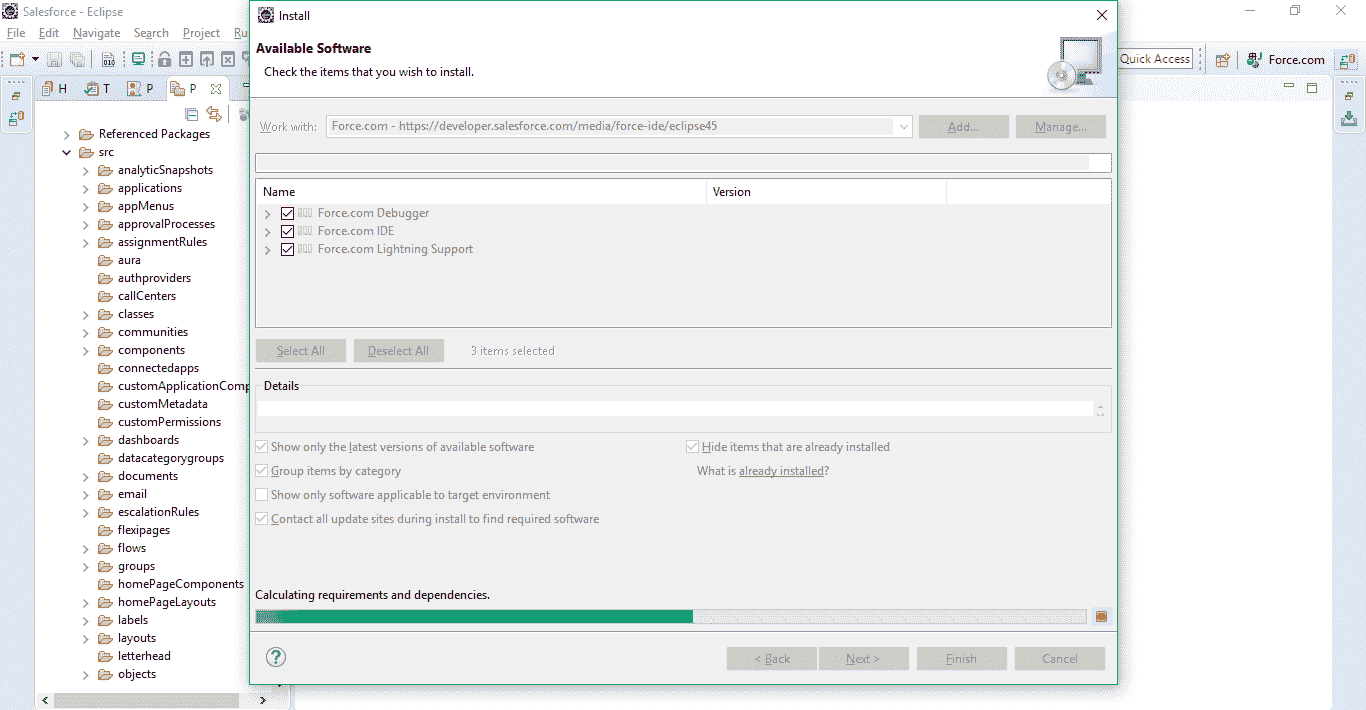 Salesforce - Eclipse
File Edit Navigate Search Project Ru
Quick Access
Force.com
H T P P
Referenced Packages
src
analyticSnapshots
applications
appMenus
approvalProcesses
assignmentRules
aura
authproviders
callCenters
classes
communities
components
connectedapps
customApplicationComp
customMetadata
customPermissions
dashboards
datacategorygroups
documents
email
escalationRules
flexipages
flows
groups
homePageComponents
homePageLayouts
labels
layouts
letterhead
objects
Install
Available Software
Check the items that you wish to install.
Work with: Force.com - https://developer.salesforce.com/media/force-ide/eclipse45 Add... Manage...
Name Version
Force.com Debugger
Force.com IDE
Force.com Lightning Support
Select All Deselect All 3 items selected
Details
Show only the latest versions of available software Hide items that are already installed
Group items by category What is already installed?
Show only software applicable to target environment
Contact all update sites during install to find required software
Calculating requirements and dependencies.
? < Back Next > Finish Cancel